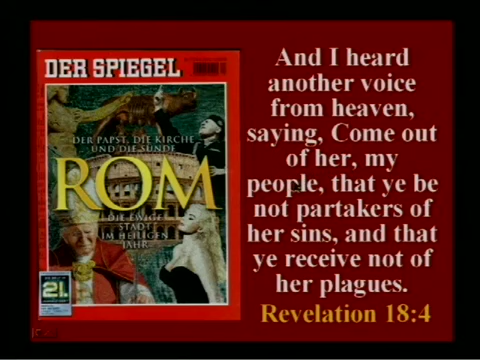 DER SPIEGEL
DER PAPST, DIE KIRCHE
UND DIE SÜNDE
ROM
DIE EWIGE
STADT
IM HEILIGEN
JAHR
21.
And I heard
another voice
from heaven,
saying, Come out
of her, my
people, that ye be
not partakers of
her sins, and that
ye receive not of
her plagues.
Revelation 18:4